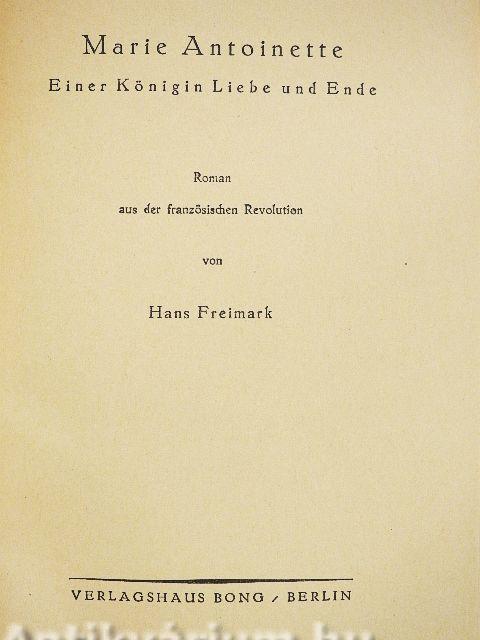 Marie Antoinette
Einer Königin Liebe und Ende
Roman
aus der französischen Revolution
von
Hans Freimark
VERLAGSHAUS BONG / BERLIN
Antikvárium.hu